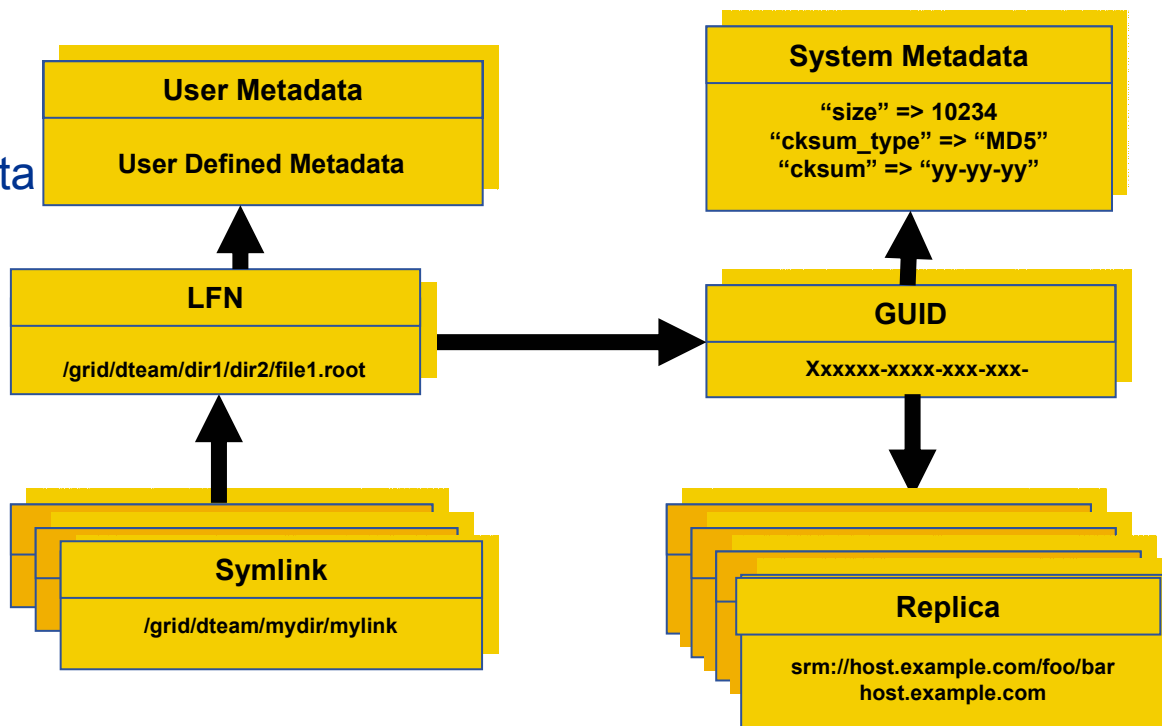 User Metadata
User Defined Metadata
ta
System Metadata
“size” => 10234
“cksum_type” => “MD5”
“cksum” => “yy-yy-yy”
LFN
/grid/dteam/dir1/dir2/file1.root
GUID
Xxxxxx-xxxx-xxx-xxx-
Symlink
/grid/dteam/mydir/mylink
Replica
srm://host.example.com/foo/bar
host.example.com